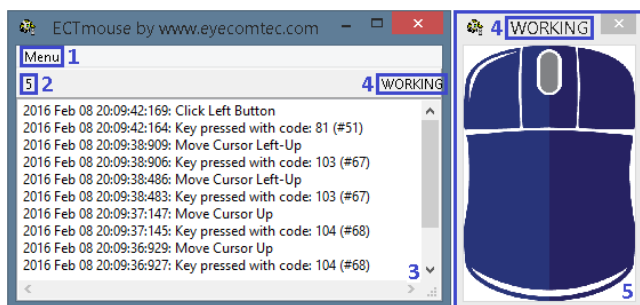 ECTmouse by www.eyecomtec.com
4 WORKING
Menu 1
5 2
4 WORKING
2016 Feb 08 20:09:42:169: Click Left Button
2016 Feb 08 20:09:42:164: Key pressed with code: 81 (#51)
2016 Feb 08 20:09:38:909: Move Cursor Left-Up
2016 Feb 08 20:09:38:906: Key pressed with code: 103 (#67)
2016 Feb 08 20:09:38:486: Move Cursor Left-Up
2016 Feb 08 20:09:38:483: Key pressed with code: 103 (#67)
2016 Feb 08 20:09:37:147: Move Cursor Up
2016 Feb 08 20:09:37:145: Key pressed with code: 104 (#68)
2016 Feb 08 20:09:36:929: Move Cursor Up
2016 Feb 08 20:09:36:927: Key pressed with code: 104 (#68)
3
5